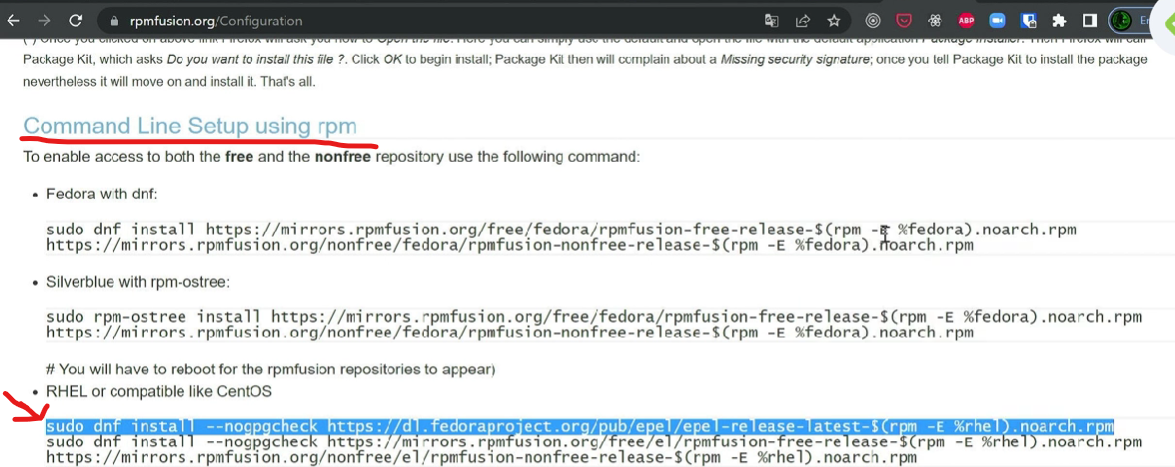 rpmfusion.org/Configuration
ABP
Er
(*) Once you clicked on above link Firefox will ask you how to Open the file. Here you can simply use the default and open the file with the default application Package Installer. Then Firefox will call
Package Kit, which asks Do you want to install this file ?. Click OK to begin install; Package Kit then will complain about a Missing security signature; once you tell Package Kit to install the package
nevertheless it will move on and install it. That's all.
Command Line Setup using rpm
To enable access to both the free and the nonfree repository use the following command:
• Fedora with dnf:
sudo dnf install https://mirrors.rpmfusion.org/free/fedora/rpmfusion-free-release-$(rpm -E %fedora).noarch.rpm
https://mirrors.rpmfusion.org/nonfree/fedora/rpmfusion-nonfree-release-$(rpm -E %fedora).noarch.rpm
• Silverblue with rpm-ostree:
sudo rpm-ostree install https://mirrors.rpmfusion.org/free/fedora/rpmfusion-free-release-$(rpm -E %fedora).noarch.rpm
https://mirrors.rpmfusion.org/nonfree/fedora/rpmfusion-nonfree-release-$(rpm -E %fedora).noarch.rpm
# You will have to reboot for the rpmfusion repositories to appear)
• RHEL or compatible like CentOS
sudo dnf install --nogpgcheck https://dl.fedoraproject.org/pub/epel/epel-release-latest-$(rpm -E %rhel).noarch.rpm
sudo dnf install --nogpgcheck https://mirrors.rpmfusion.org/free/el/rpmfusion-free-release-$(rpm -E %rhel).noarch.rpm
https://mirrors.rpmfusion.org/nonfree/el/rpmfusion-nonfree-release-$(rpm -E %rhel).noarch.rpm